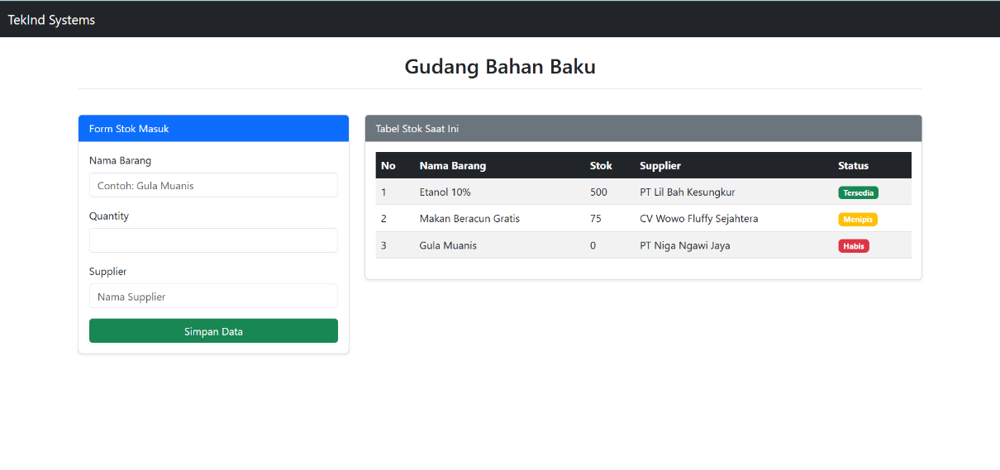 TekInd Systems
Gudang Bahan Baku
Form Stok Masuk
Nama Barang
Contoh: Gula Muanis
Quantity
Supplier
Nama Supplier
Simpan Data
Tabel Stok Saat Ini
No Nama Barang Stok Supplier Status
1 Etanol 10% 500 PT Lil Bah Kesungkur Tersedia
2 Makan Beracun Gratis 75 CV Wowo Fluffy Sejahtera Menipis
3 Gula Muanis 0 PT Niga Ngawi Jaya Habis